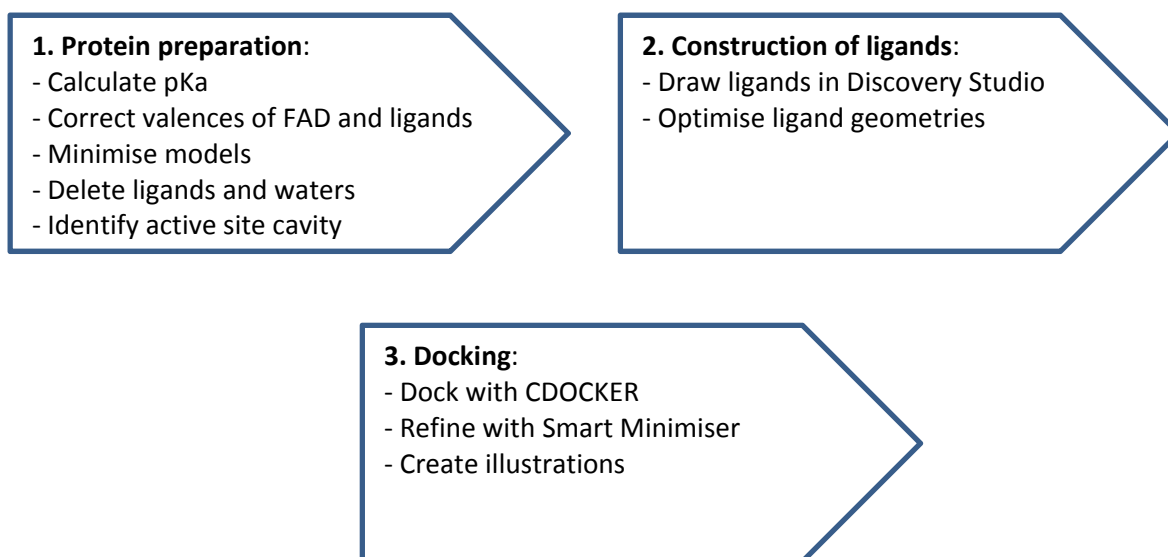 1. Protein preparation:
- Calculate pKa
- Correct valences of FAD and ligands
- Minimise models
- Delete ligands and waters
- Identify active site cavity
2. Construction of ligands:
- Draw ligands in Discovery Studio
- Optimise ligand geometries
3. Docking:
- Dock with CDOCKER
- Refine with Smart Minimiser
- Create illustrations